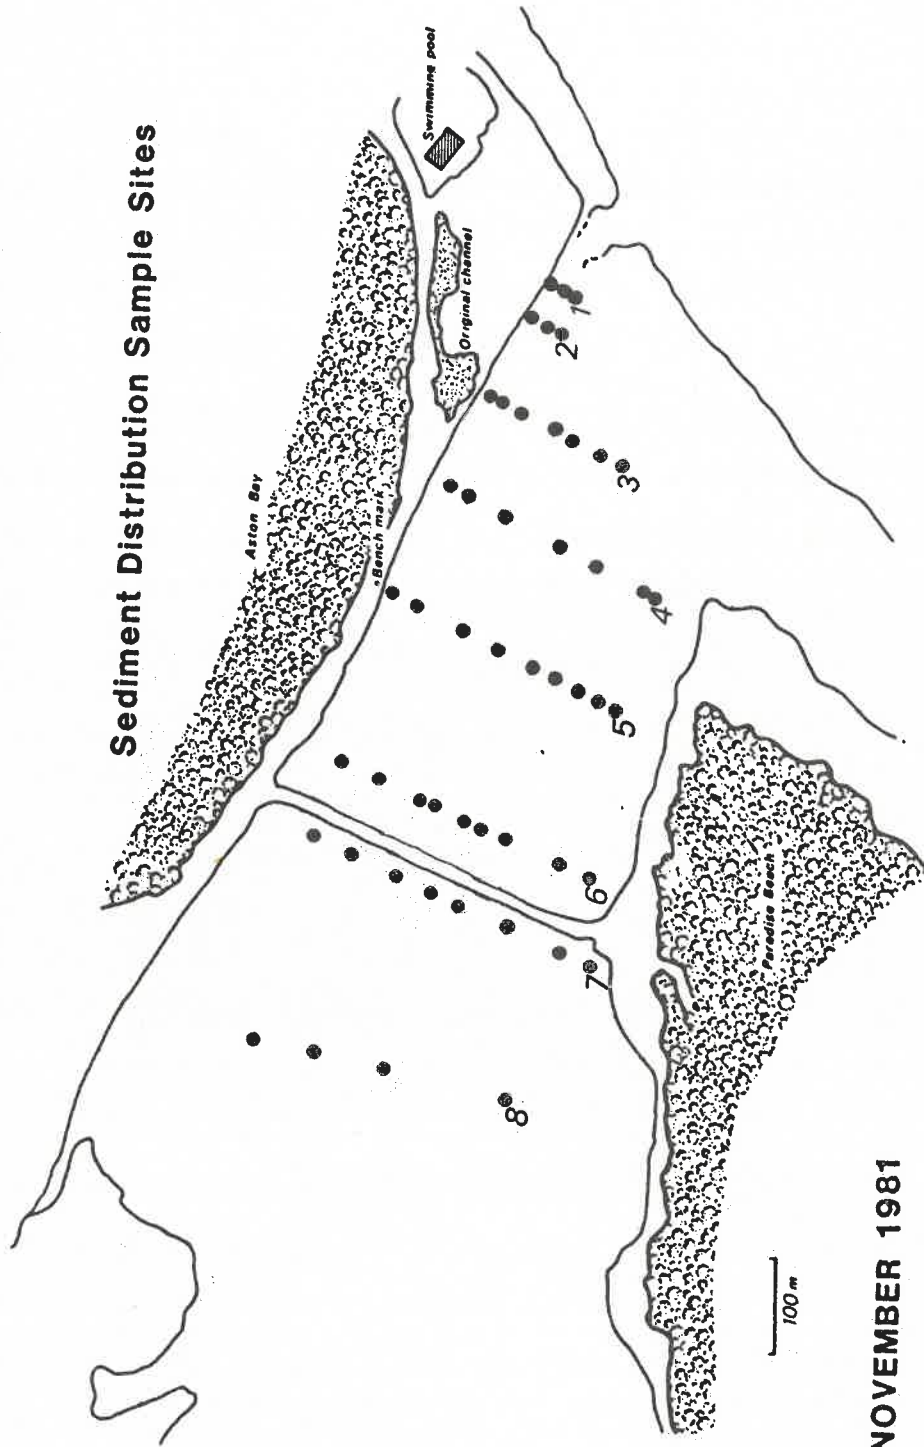 Sediment Distribution Sample Sites
Swimming pool
Original channel
Aston Bay
Bench mark
1
2
3
4
5
6
7
8
Paradise Beach
100 m
NOVEMBER 1981